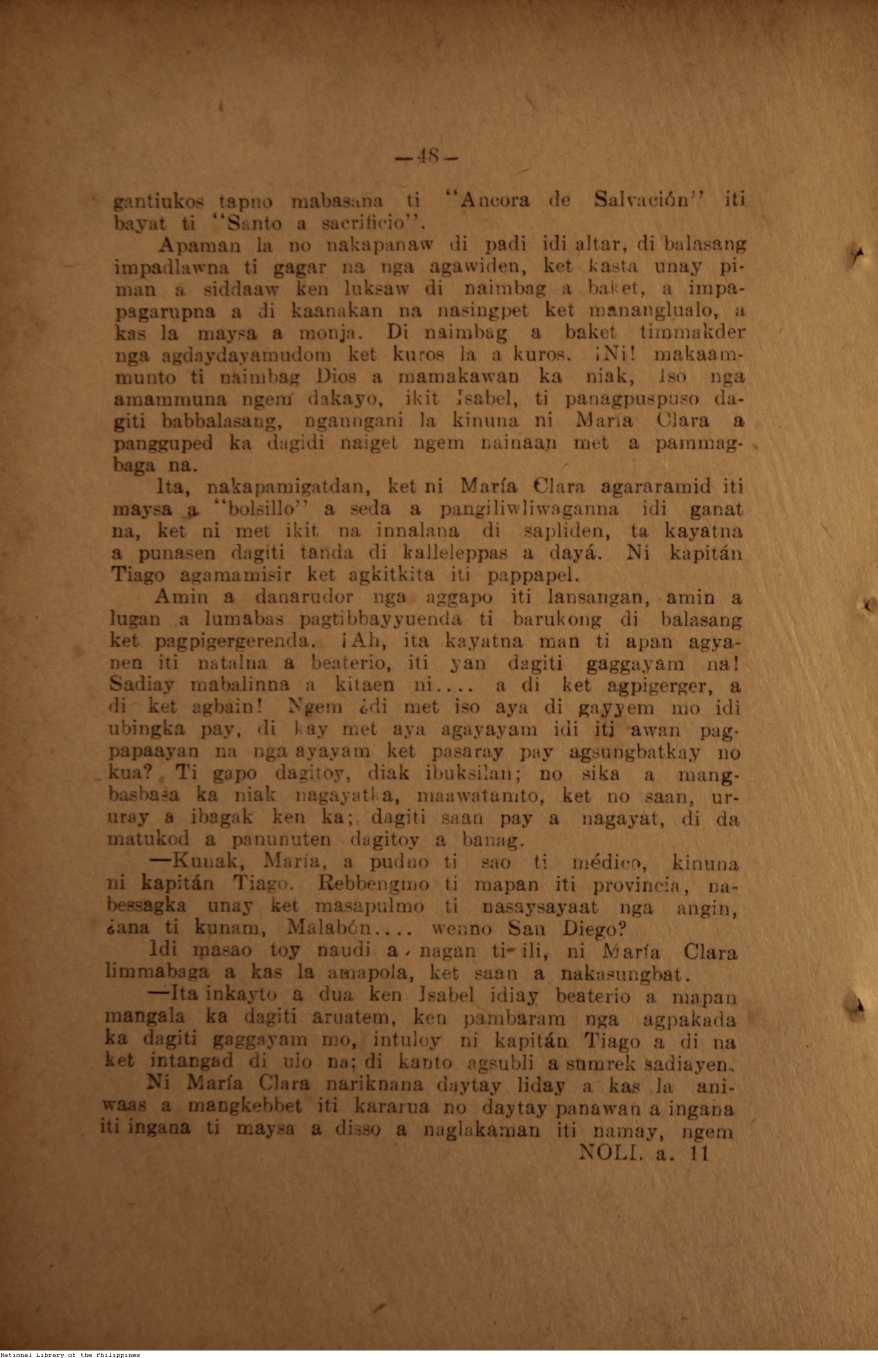 —48—
gantiukos tapno mabasana ti "Ancora de Salvación" iti
bayat ti "Santo a sacrificio".
Apaman la no nakapanaw di padi idi altar, di balasang
impadlawna ti gagar na nga agawiden, ket kasta unay pi-
man a siddaaw ken luksaw di naimbag a baket, a impa-
pagarupna a di kaanakan na nasingpet ket mananglualo, a
kas la maysa a monja. Di naimbag a baket timmakder
nga agdaydayamudom ket kuros la a kuros. ¡Ni! makaam-
munto ti naimbag Dios a mamakawan ka niak, Iso nga
amammuna ngem dakayo, ikit Isabel, ti panagpuspuso da-
giti babbalasang, nganngani la kinuna ni María Clara a
pangguped ka dagidi naiget ngem nainaan met a pammag-
baga na.
Ita, nakapamigatdan, ket ni María Clara agararamid iti
maysa a "bolsillo" a seda a pangiliwliwaganna idi ganat
na, ket ni met ikit na innalana di sapliden, ta kayatna
a punasen dagiti tanda di kalleleppas a dayá. Ni kapitán
Tiago agamamisir ket agkitkita iti pappapel.
Amin a danarudor nga aggapo iti lansangan, amin a
lugan a lumabas pagtibbayyuenda ti barukong di balasang
ket pagpigergerenda. ¡Ah, ita kayatna man ti apan agya-
nen iti natalna a beaterio, iti yan dagiti gaggayam na!
Sadiay mabalinna a kitaen ni.... a di ket agpigerger, a
di ket agbain! Ngem ¿di met iso aya di gayyem mo idi
ubingka pay, di kay met aya agayayam idi iti awan pag-
papaayan na nga ayayam ket pasaray pay agsungbatkay no
kua? Ti gapo dagitoy, diak ibuksilan; no sika a mang-
basbasa ka niak nagayatka, maawatamto, ket no saan, ur-
uray a ibagak ken ka; dagiti saan pay a nagayat, di da
matukod a panunuten dagitoy a banag.
—Kunak, María, a pudno ti sao ti médico, kinuna
ni kapitán Tiago. Rebbengmo ti mapan iti provincia, na-
bessagka unay ket masapulmo ti nasaysayaat nga angin,
¿ana ti kunam, Malabón.... wenno San Diego?
Idi masao toy naudi a nagan ti ili, ni María Clara
limmabaga a kas la amapola, ket saan a nakasungbat.
—Ita inkayto a dua ken Isabel idiay beaterio a mapan
mangala ka dagiti aruatem, ken pambaram nga agpakada
ka dagiti gaggayam mo, intuloy ni kapitán Tiago a di na
ket intangad di ulo na; di kanto agsubli a sumrek sadiayen.
Ni María Clara nariknana daytay liday a kas la ani-
waas a mangkebbet iti kararua no daytay panawan a ingana
iti ingana ti maysa a disso a naglakaman iti namay, ngem
NOLI. a. 11
National Library of the Philippines